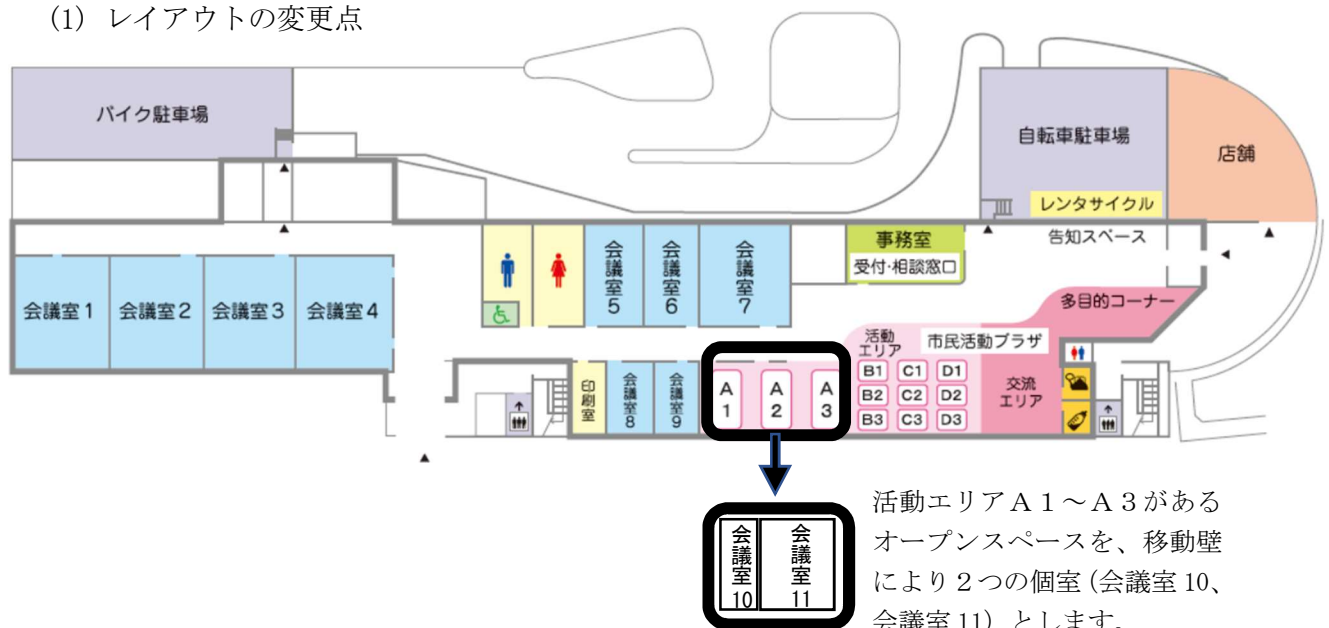 (1) レイアウトの変更点
バイク駐車場
自転車駐車場
店舗
レンタサイクル
告知スペース
事務室
受付・相談窓口
会議室1
会議室2
会議室3
会議室4
会議室5
会議室6
会議室7
多目的コーナー
活動エリア
市民活動プラザ
交流エリア
印刷室
会議室8
会議室9
A1
A2
A3
B1 C1 D1
B2 C2 D2
B3 C3 D3
会議室10
会議室11
活動エリアA1～A3がある
オープンスペースを、移動壁
により2つの個室(会議室10、
会議室11)とします。